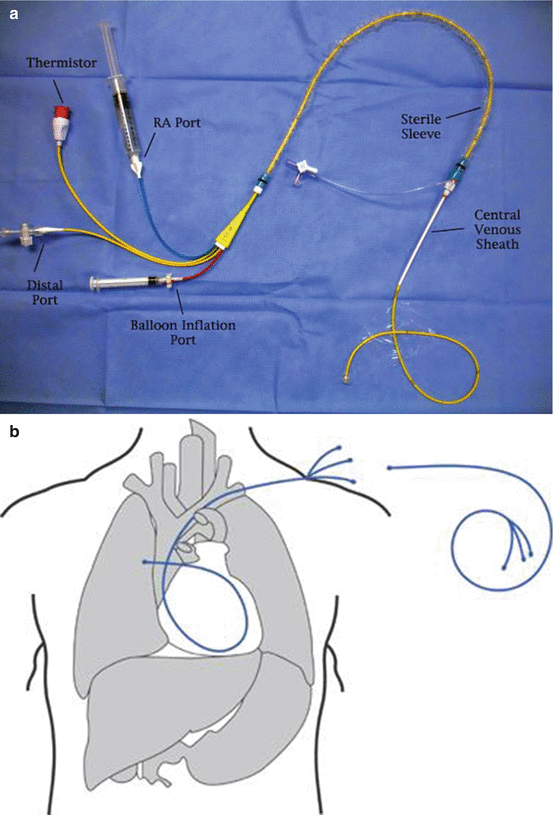 a
Thermistor
RA Port
Sterile
Sleeve
Central
Venous
Sheath
Distal
Port
Balloon Inflation
Port
b